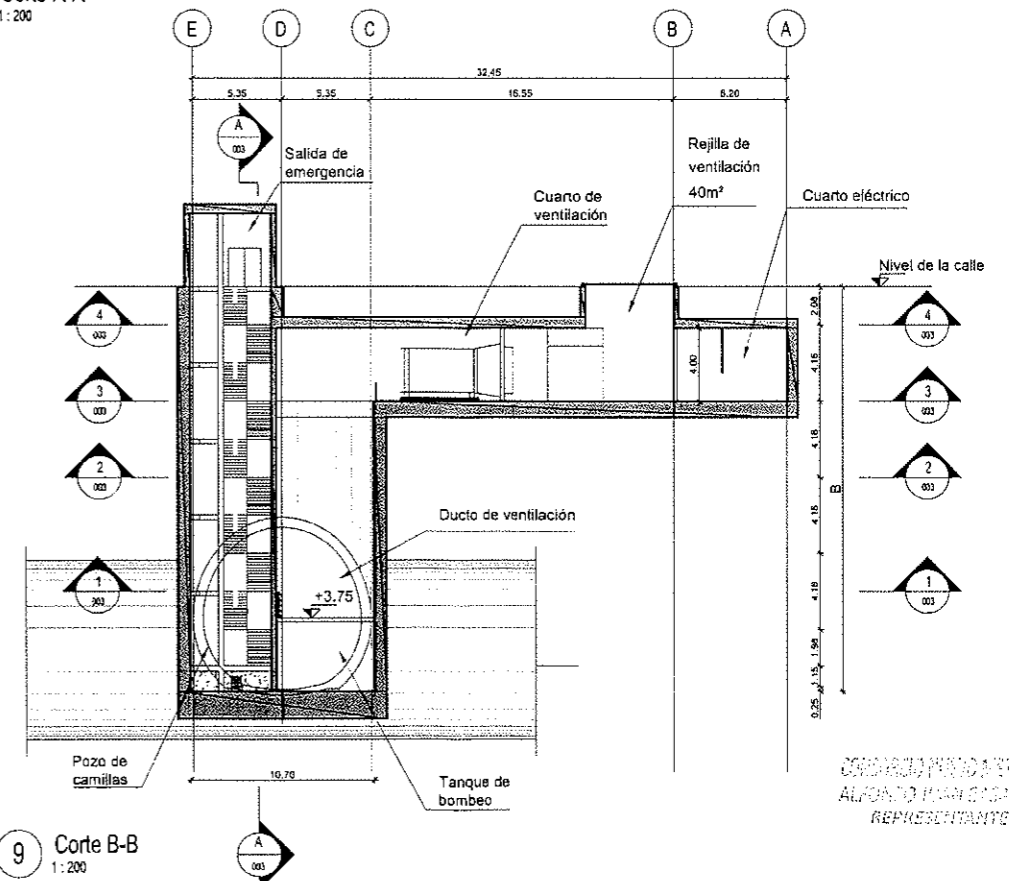 1 : 200
E
D
C
B
A
32.45
5.35
5.35
16.55
6.20
A
003
Salida de
emergencia
Rejilla de
ventilación
40m²
Cuarto de
ventilación
Cuarto eléctrico
Nivel de la calle
4
003
4
003
2.08
4.00
3
003
3
003
2
003
2
003
4.18
4.18
4.18
B
Ducto de ventilación
1
003
1
003
+3.75
1.98
1.15
0.25
Pozo de
camillas
10.70
Tanque de
bombeo
REPRESENTANTE
9
Corte B-B
1 : 200
A
003